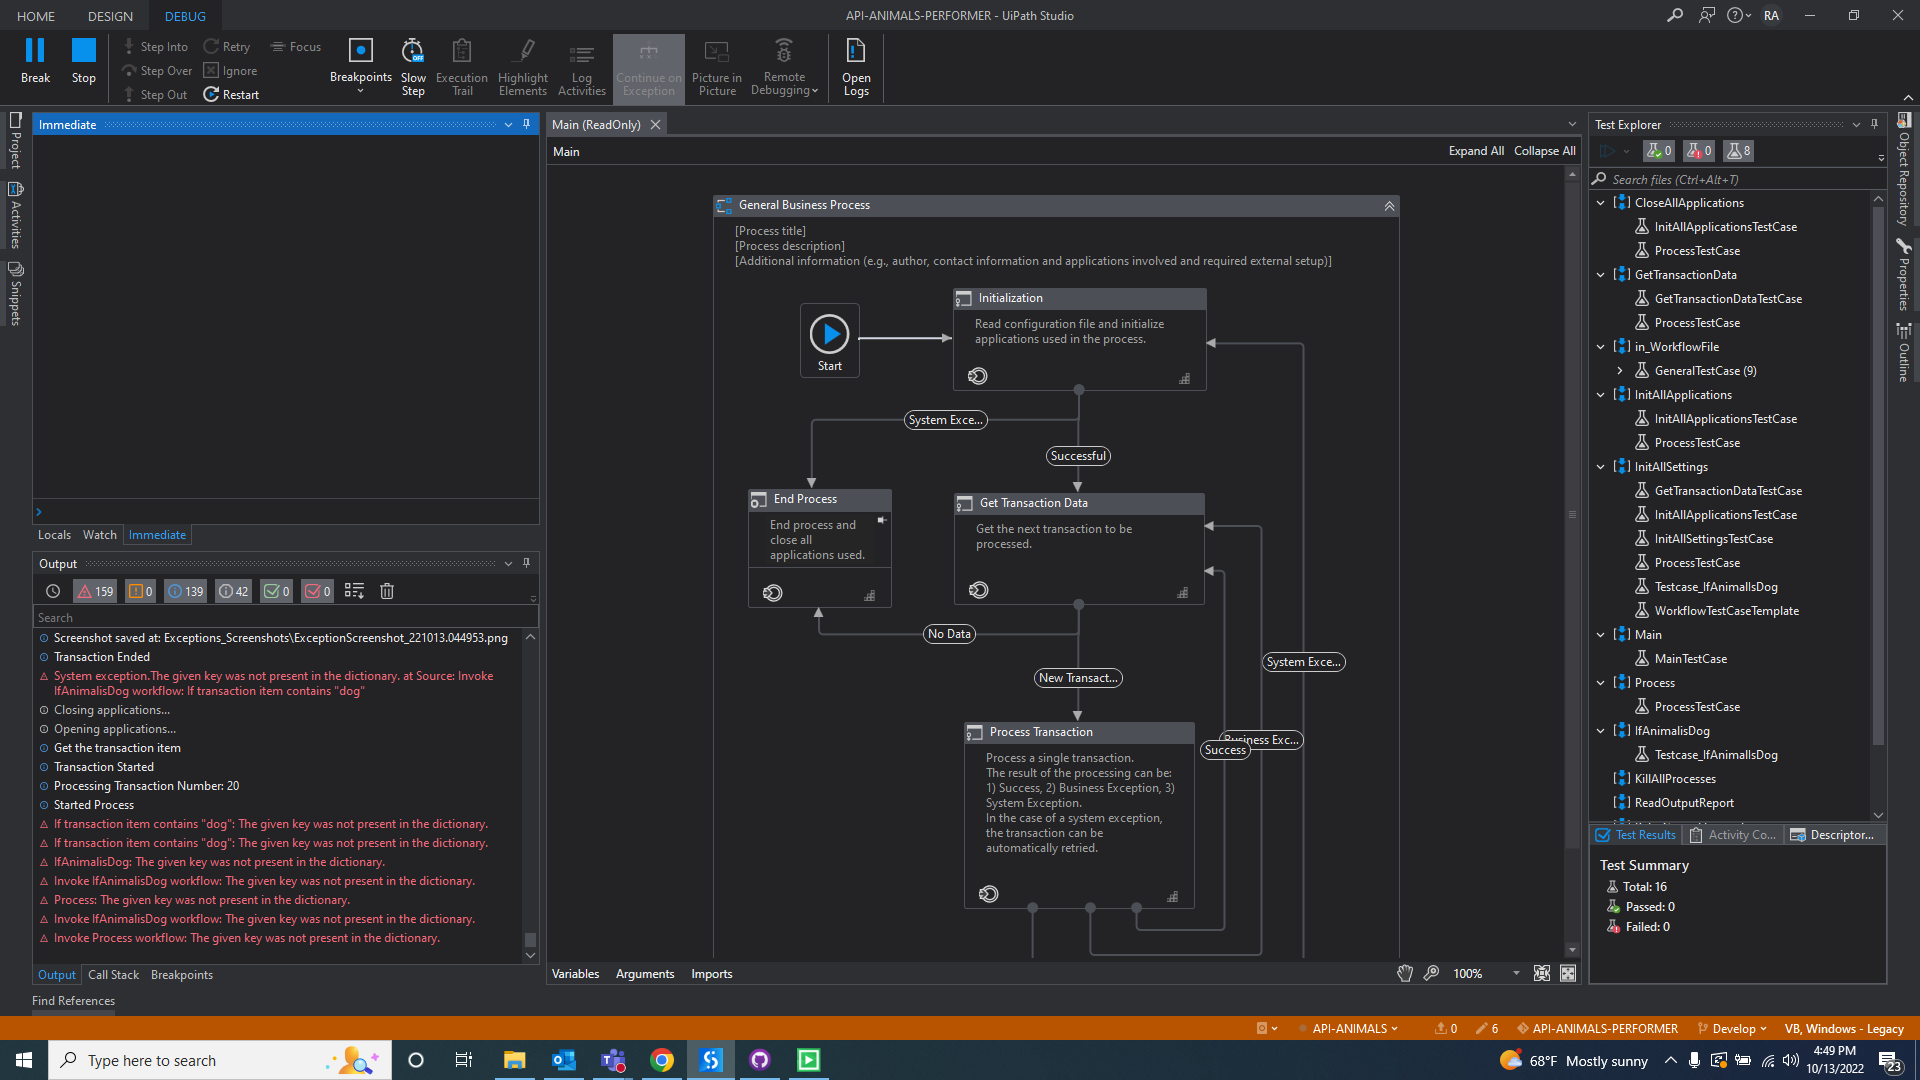 HOME
DESIGN
DEBUG
API-ANIMALS-PERFORMER - UiPath Studio
RA
Break
Stop
Step Into
Step Over
Step Out
Retry
Ignore
Restart
Focus
Breakpoints
Slow Step
Execution Trail
Highlight Elements
Log Activities
Continue on Exception
Picture in Picture
Remote Debugging
Open Logs
Project
Activities
Snippets
Immediate
Locals
Watch
Immediate
Output
159
0
139
42
0
0
Search
Screenshot saved at: Exceptions_Screenshots\ExceptionScreenshot_221013.044953.png
Transaction Ended
System exception.The given key was not present in the dictionary. at Source: Invoke
IfAnimalisDog workflow: If transaction item contains "dog"
Closing applications...
Opening applications...
Get the transaction item
Transaction Started
Processing Transaction Number: 20
Started Process
If transaction item contains "dog": The given key was not present in the dictionary.
If transaction item contains "dog": The given key was not present in the dictionary.
IfAnimalisDog: The given key was not present in the dictionary.
Invoke IfAnimalisDog workflow: The given key was not present in the dictionary.
Process: The given key was not present in the dictionary.
Invoke IfAnimalisDog workflow: The given key was not present in the dictionary.
Invoke Process workflow: The given key was not present in the dictionary.
Output
Call Stack
Breakpoints
Find References
Main (ReadOnly)
Main
Expand All
Collapse All
General Business Process
[Process title]
[Process description]
[Additional information (e.g., author, contact information and applications involved and required external setup)]
Start
Initialization
Read configuration file and initialize
applications used in the process.
System Exce...
Successful
End Process
End process and
close all
applications used.
Get Transaction Data
Get the next transaction to be
processed.
No Data
New Transact...
System Exce...
Business Exc...
Success
Process Transaction
Process a single transaction.
The result of the processing can be:
1) Success, 2) Business Exception, 3)
System Exception.
In the case of a system exception,
the transaction can be
automatically retried.
Variables
Arguments
Imports
100%
Test Explorer
0
0
8
Search files (Ctrl+Alt+T)
CloseAllApplications
InitAllApplicationsTestCase
ProcessTestCase
GetTransactionData
GetTransactionDataTestCase
ProcessTestCase
in_WorkflowFile
GeneralTestCase (9)
InitAllApplications
InitAllApplicationsTestCase
ProcessTestCase
InitAllSettings
GetTransactionDataTestCase
InitAllApplicationsTestCase
InitAllSettingsTestCase
ProcessTestCase
Testcase_IfAnimalIsDog
WorkflowTestCaseTemplate
Main
MainTestCase
Process
ProcessTestCase
IfAnimalisDog
Testcase_IfAnimalIsDog
KillAllProcesses
ReadOutputReport
Test Results
Activity Co...
Descriptor...
Test Summary
Total: 16
Passed: 0
Failed: 0
Object Repository
Properties
Outline
API-ANIMALS
0
6
API-ANIMALS-PERFORMER
Develop
VB, Windows - Legacy
Type here to search
68°F Mostly sunny
4:49 PM
10/13/2022
23